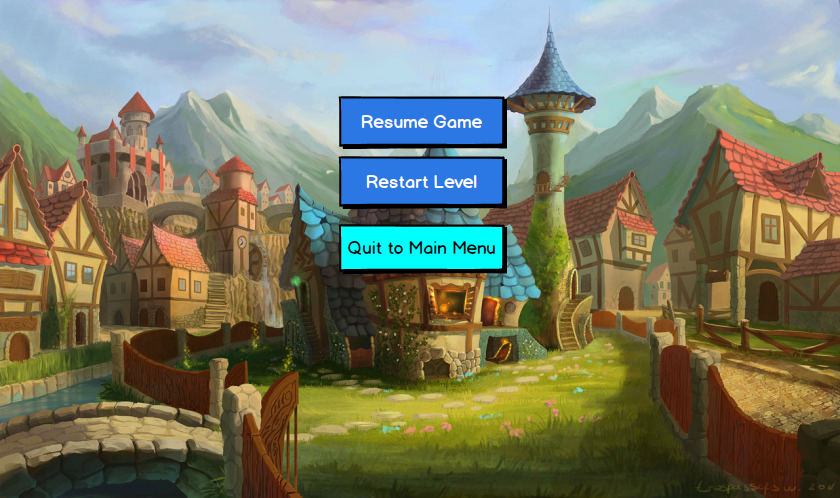 Resume Game
Restart Level
Quit to Main Menu